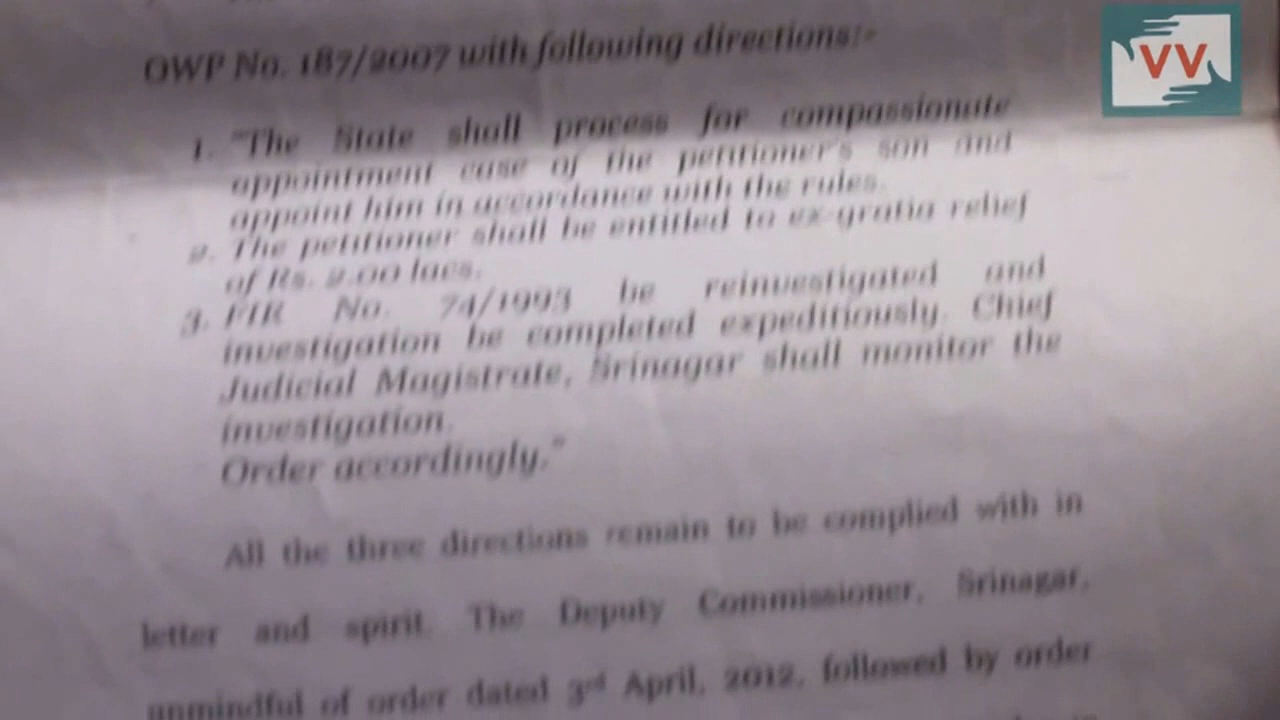 OWP No. 187/2007 with following directions:-
1. "The State shall process for compassionate
appointment case of the petitioner's son and
appoint him in accordance with the rules.
2. The petitioner shall be entitled to ex-gratia relief
of Rs. 2.00 lacs.
3. FIR No. 74/1993 be reinvestigated and
investigation be completed expeditiously. Chief
Judicial Magistrate, Srinagar shall monitor the
investigation.
Order accordingly."
All the three directions remain to be complied with in
letter and spirit. The Deputy Commissioner, Srinagar,
unmindful of order dated 3rd April, 2012, followed by order
VV